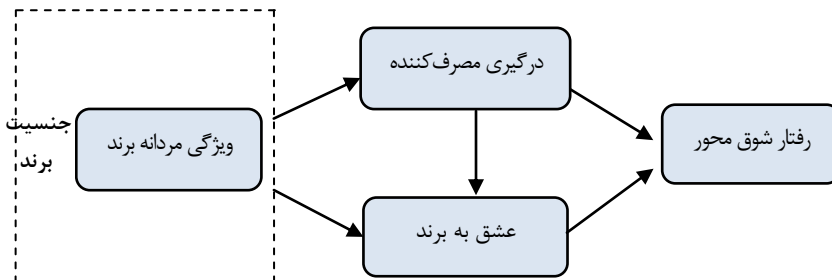 جنسیت
برند
ویژگی مردانه برند
درگیری مصرف‌کننده
عشق به برند
رفتار شوق محور